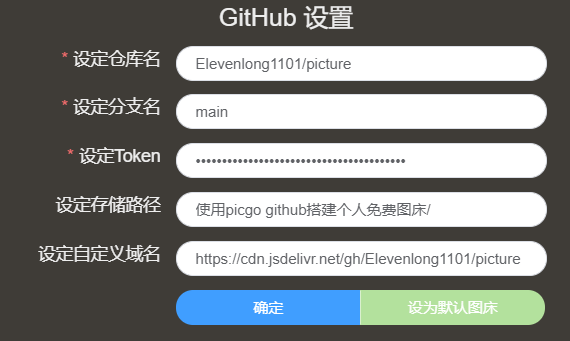 GitHub 设置
* 设定仓库名 Elevenlong1101/picture
* 设定分支名 main
* 设定Token ••••••••••••••••••••••••••••••••••••••••
设定存储路径 使用picgo github搭建个人免费图床/
设定自定义域名 https://cdn.jsdelivr.net/gh/Elevenlong1101/picture
确定 设为默认图床